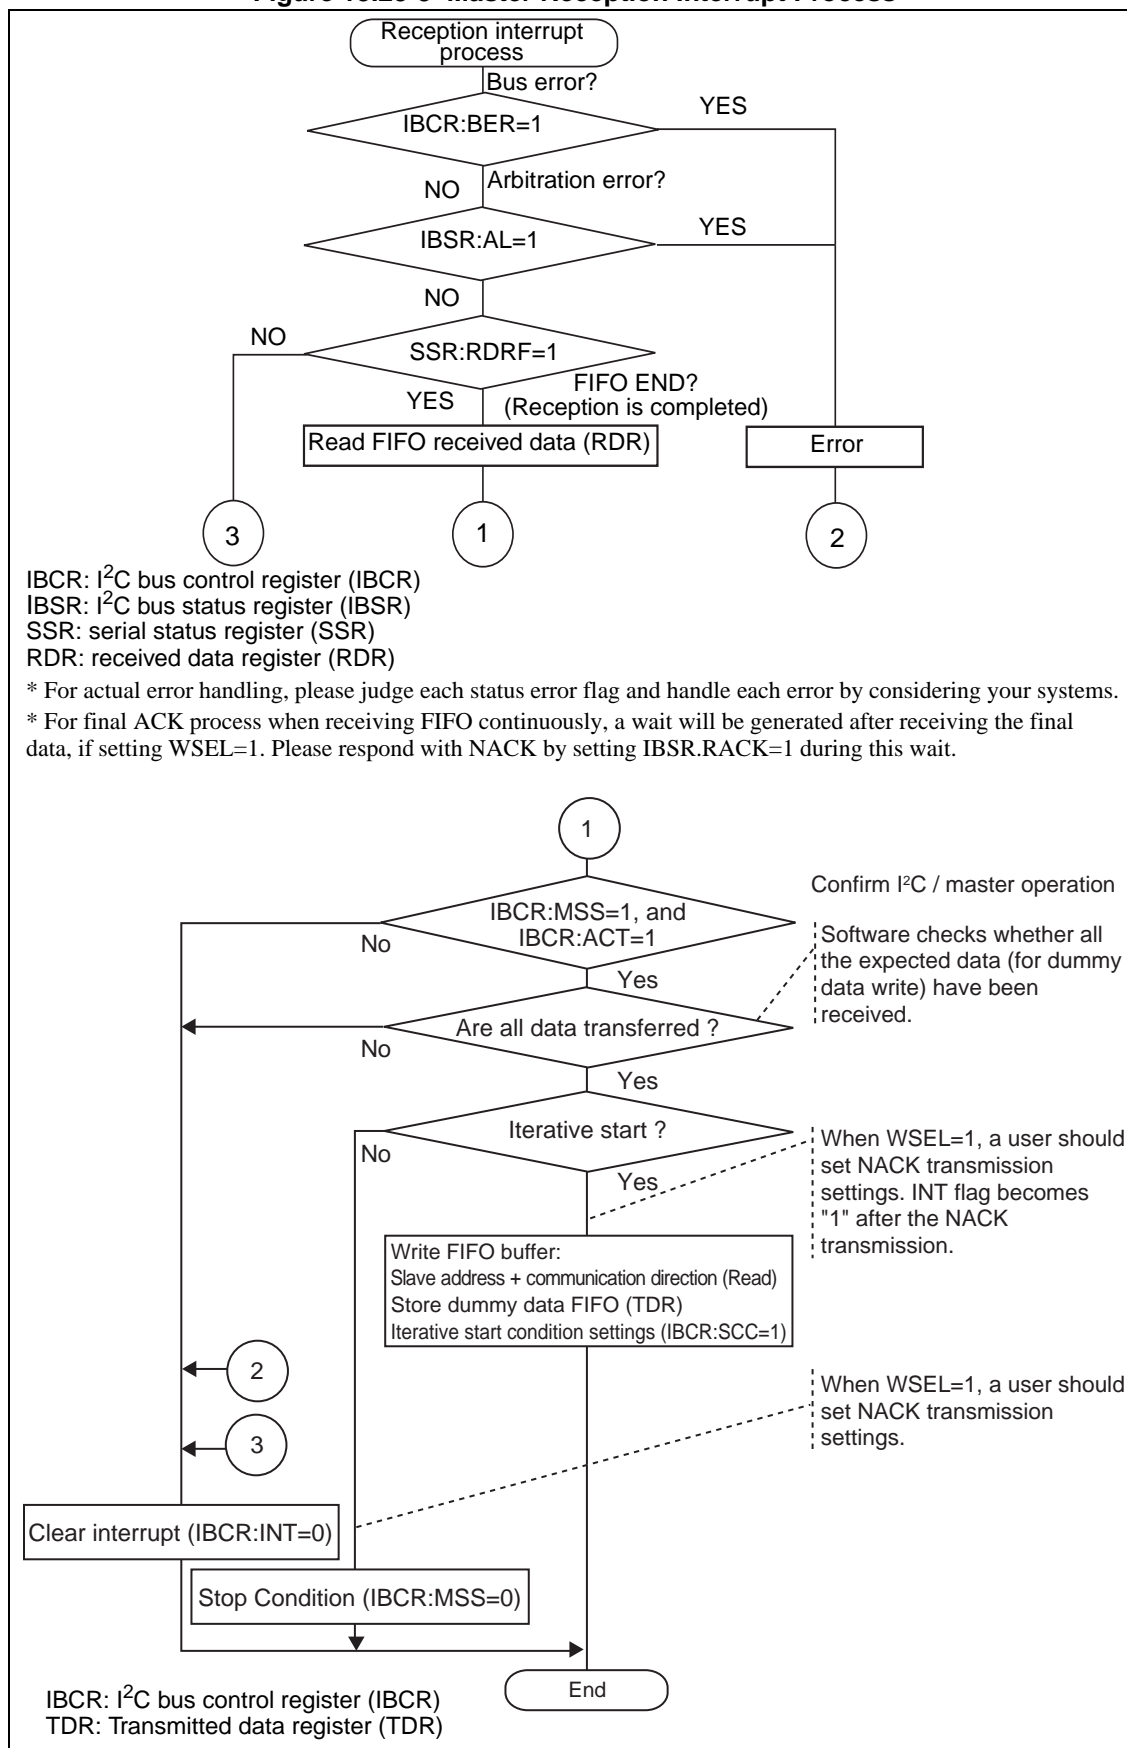 Reception interrupt
process
Bus error?
IBCR:BER=1
YES
NO
Arbitration error?
IBSR:AL=1
YES
NO
NO
SSR:RDRF=1
YES
FIFO END?
(Reception is completed)
Read FIFO received data (RDR)
Error
3
1
2
IBCR: I2C bus control register (IBCR)
IBSR: I2C bus status register (IBSR)
SSR: serial status register (SSR)
RDR: received data register (RDR)
* For actual error handling, please judge each status error flag and handle each error by considering your systems.
* For final ACK process when receiving FIFO continuously, a wait will be generated after receiving the final
data, if setting WSEL=1. Please respond with NACK by setting IBSR.RACK=1 during this wait.
1
Confirm I2C / master operation
IBCR:MSS=1, and
IBCR:ACT=1
No
Yes
Software checks whether all
the expected data (for dummy
data write) have been
received.
Are all data transferred ?
No
Yes
Iterative start ?
No
Yes
When WSEL=1, a user should
set NACK transmission
settings. INT flag becomes
"1" after the NACK
transmission.
Write FIFO buffer:
Slave address + communication direction (Read)
Store dummy data FIFO (TDR)
Iterative start condition settings (IBCR:SCC=1)
2
When WSEL=1, a user should
set NACK transmission
settings.
3
Clear interrupt (IBCR:INT=0)
Stop Condition (IBCR:MSS=0)
End
IBCR: I2C bus control register (IBCR)
TDR: Transmitted data register (TDR)